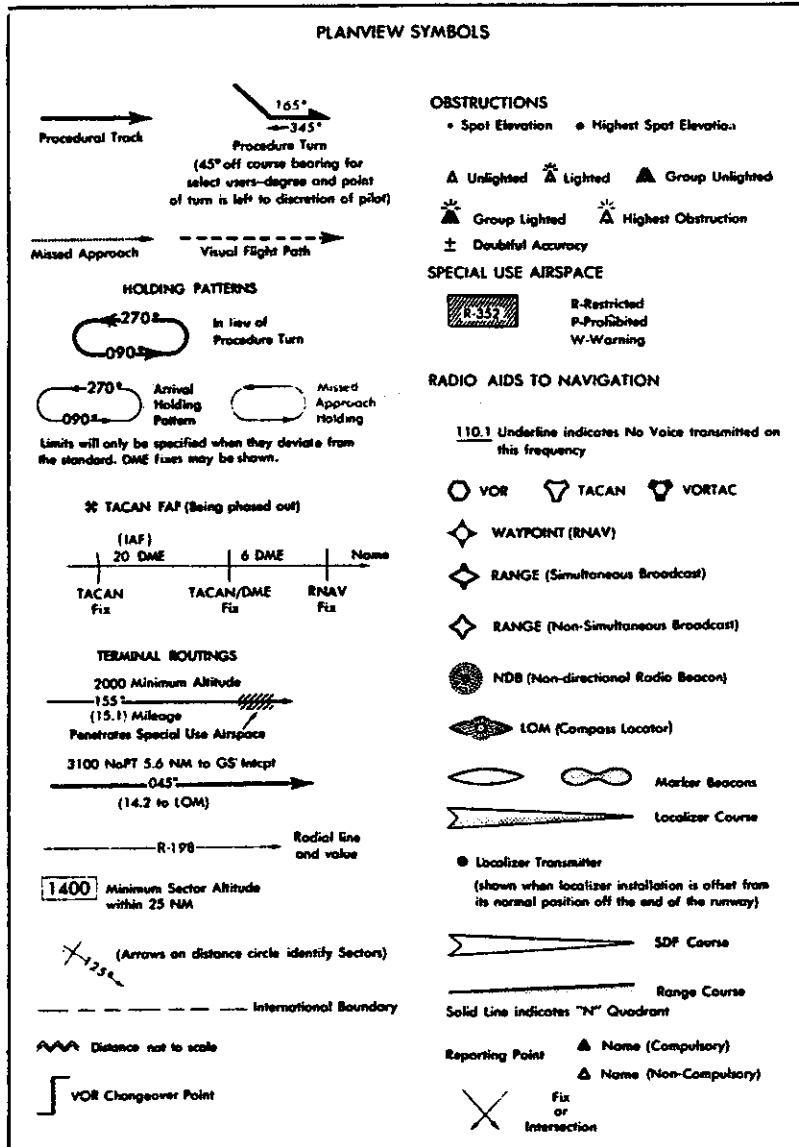 PLANVIEW SYMBOLS
Procedural Track
165°
345°
Procedure Turn
(45° off course bearing for
select users–degree and point
of turn is left to discretion of pilot)
Missed Approach
Visual Flight Path
HOLDING PATTERNS
270°
090°
In lieu of
Procedure Turn
270°
090°
Arrival
Holding
Pattern
Missed
Approach
Holding
Limits will only be specified when they deviate from
the standard. DME fixes may be shown.
TACAN FAF (Being phased out)
(IAF)
20 DME
6 DME
Name
TACAN
Fix
TACAN/DME
Fix
RNAV
Fix
TERMINAL ROUTINGS
2000 Minimum Altitude
155°
(15.1) Mileage
Penetrates Special Use Airspace
3100 NoPT 5.6 NM to GS Intcpt
045°
(14.2 to LOM)
R-198
Radial line
and value
1400 Minimum Sector Altitude
within 25 NM
125°
(Arrows on distance circle identify Sectors)
International Boundary
Distance not to scale
VOR Changeover Point
OBSTRUCTIONS
• Spot Elevation
● Highest Spot Elevation
Unlighted
Lighted
Group Unlighted
Group Lighted
Highest Obstruction
± Doubtful Accuracy
SPECIAL USE AIRSPACE
R-352
R-Restricted
P-Prohibited
W-Warning
RADIO AIDS TO NAVIGATION
110.1 Underline indicates No Voice transmitted on
this frequency
VOR
TACAN
VORTAC
WAYPOINT (RNAV)
RANGE (Simultaneous Broadcast)
RANGE (Non-Simultaneous Broadcast)
NDB (Non-directional Radio Beacon)
LOM (Compass Locator)
Marker Beacons
Localizer Course
Localizer Transmitter
(shown when localizer installation is offset from
its normal position off the end of the runway)
SDF Course
Range Course
Solid Line indicates "N" Quadrant
Reporting Point
Name (Compulsory)
Name (Non-Compulsory)
Fix
or
Intersection